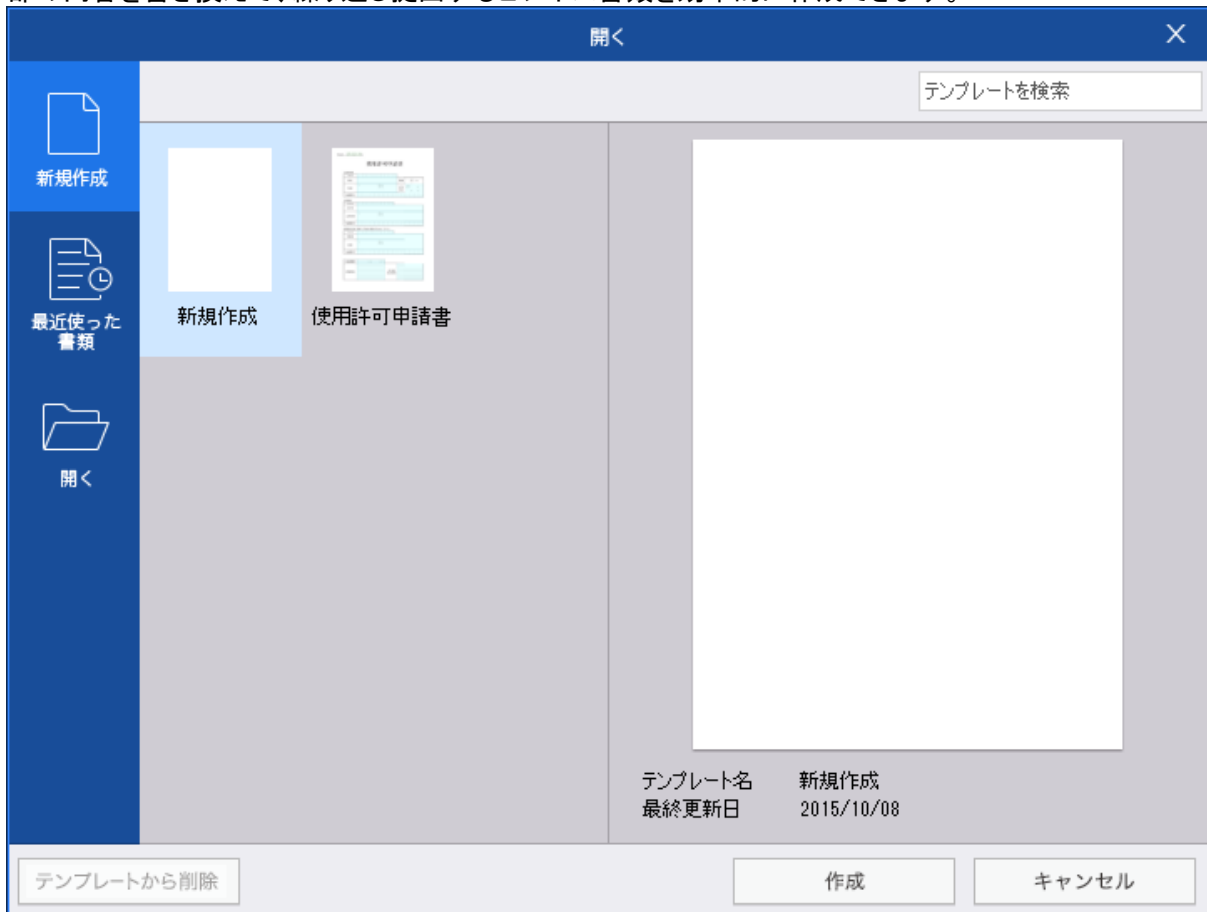 開く
テンプレートを検索
新規作成
最近使った
書類
開く
新規作成
使用許可申請書
テンプレート名 新規作成
最終更新日 2015/10/08
テンプレートから削除
作成
キャンセル